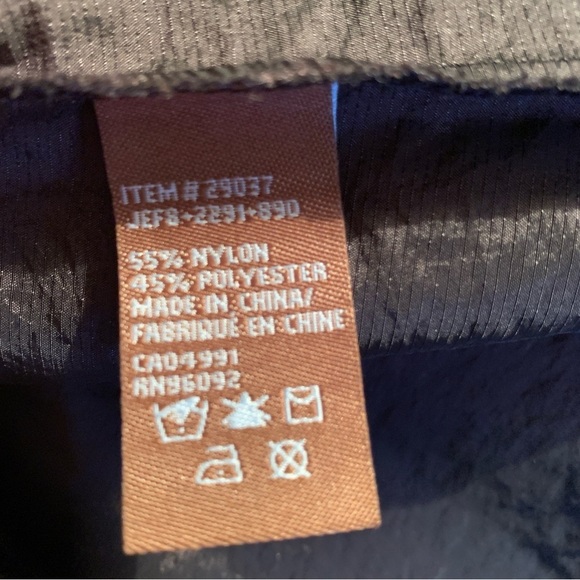 ITEM # 29037
JEF8-2291-890
55% NYLON
45% POLYESTER
MADE IN CHINA/
FABRIQUÉ EN CHINE
CA04991
RN96092